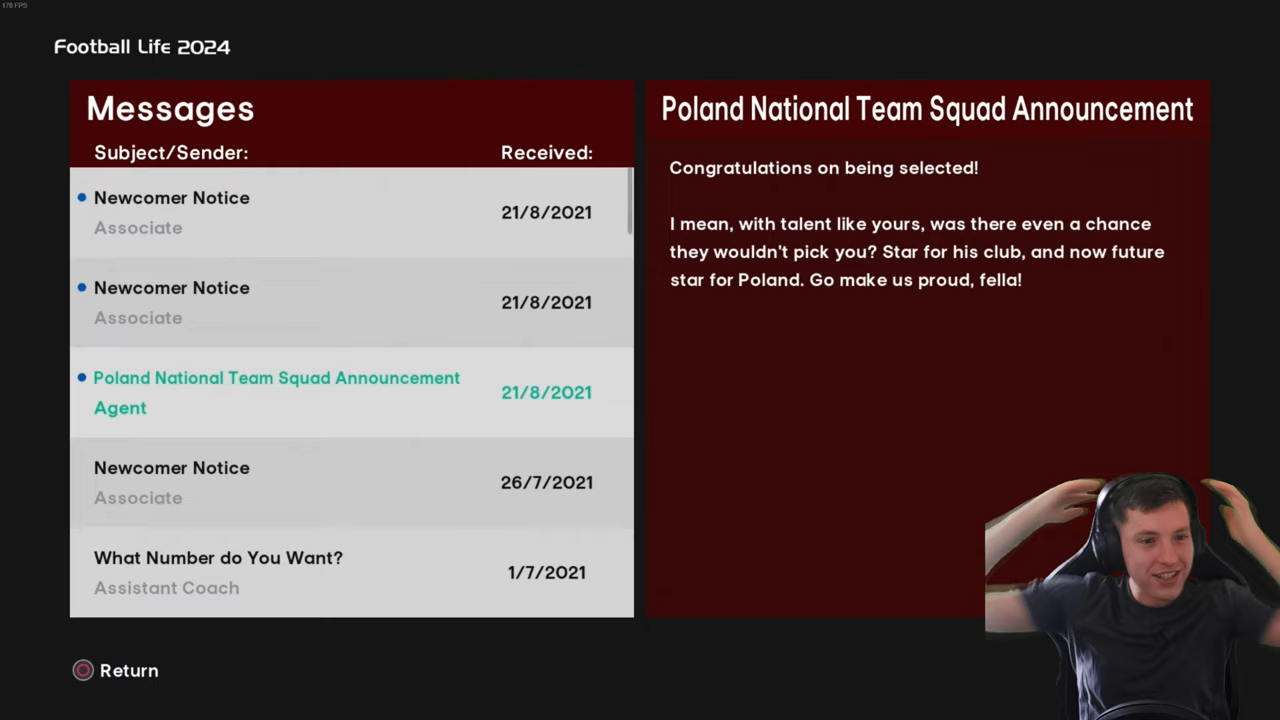 178 FPS
Football Life 2024
Messages
Subject/Sender: Received:
Newcomer Notice
Associate
21/8/2021
Newcomer Notice
Associate
21/8/2021
Poland National Team Squad Announcement
Agent
21/8/2021
Newcomer Notice
Associate
26/7/2021
What Number do You Want?
Assistant Coach
1/7/2021
Return
Poland National Team Squad Announcement
Congratulations on being selected!
I mean, with talent like yours, was there even a chance
they wouldn't pick you? Star for his club, and now future
star for Poland. Go make us proud, fella!